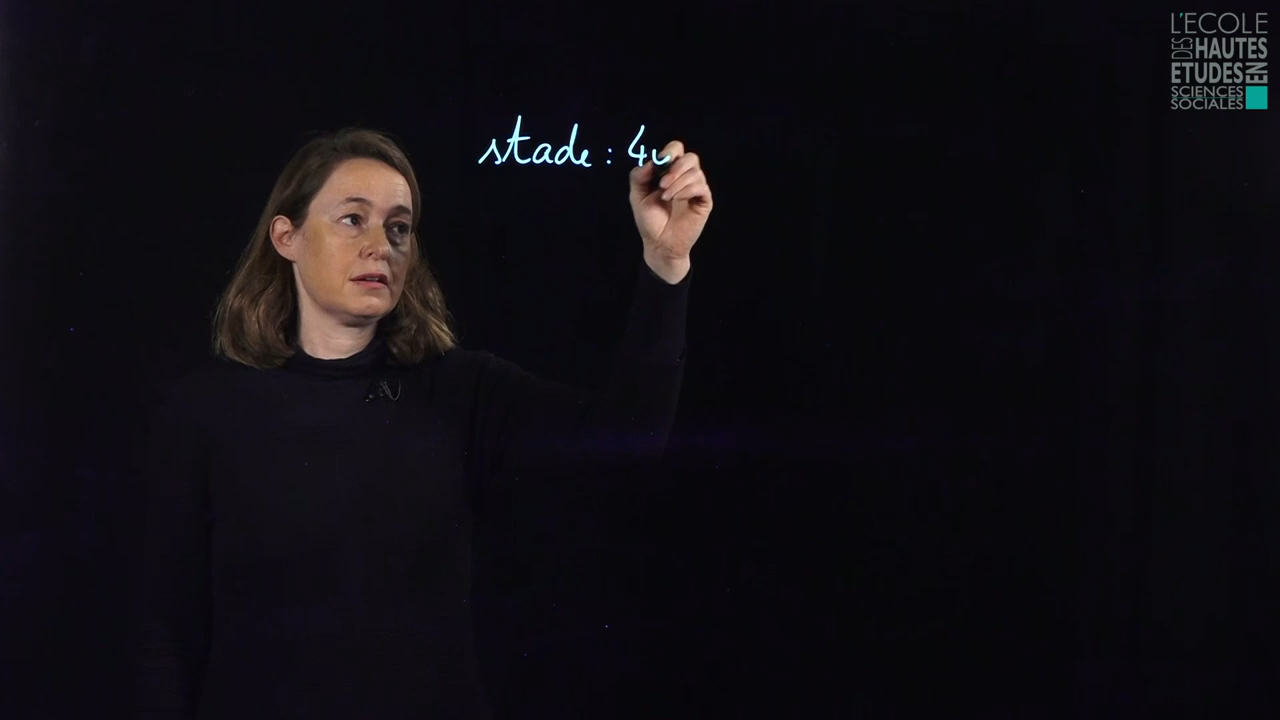 stade : 4
L'ECOLE
DES HAUTES
ETUDES EN
SCIENCES
SOCIALES